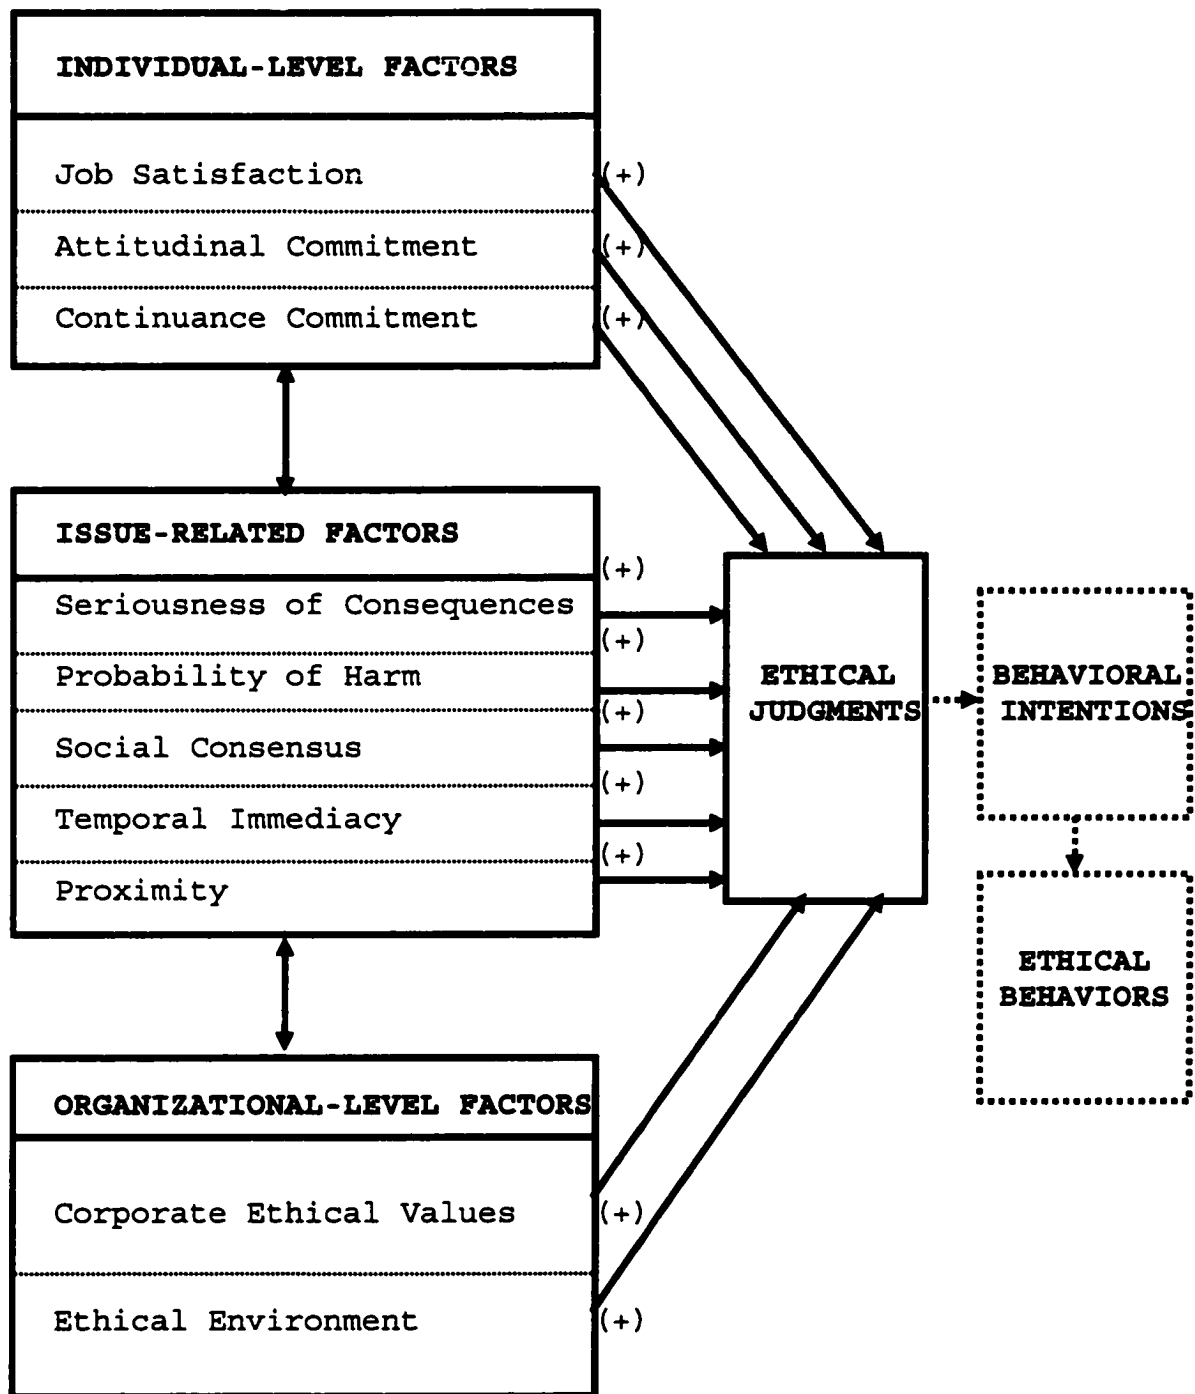 INDIVIDUAL-LEVEL FACTORS
Job Satisfaction (+)
Attitudinal Commitment (+)
Continuance Commitment (+)
ISSUE-RELATED FACTORS
(+)
Seriousness of Consequences
(+)
Probability of Harm
(+)
Social Consensus
(+)
Temporal Immediacy
(+)
Proximity
ETHICAL
JUDGMENTS
BEHAVIORAL
INTENTIONS
ETHICAL
BEHAVIORS
ORGANIZATIONAL-LEVEL FACTORS
Corporate Ethical Values (+)
Ethical Environment (+)